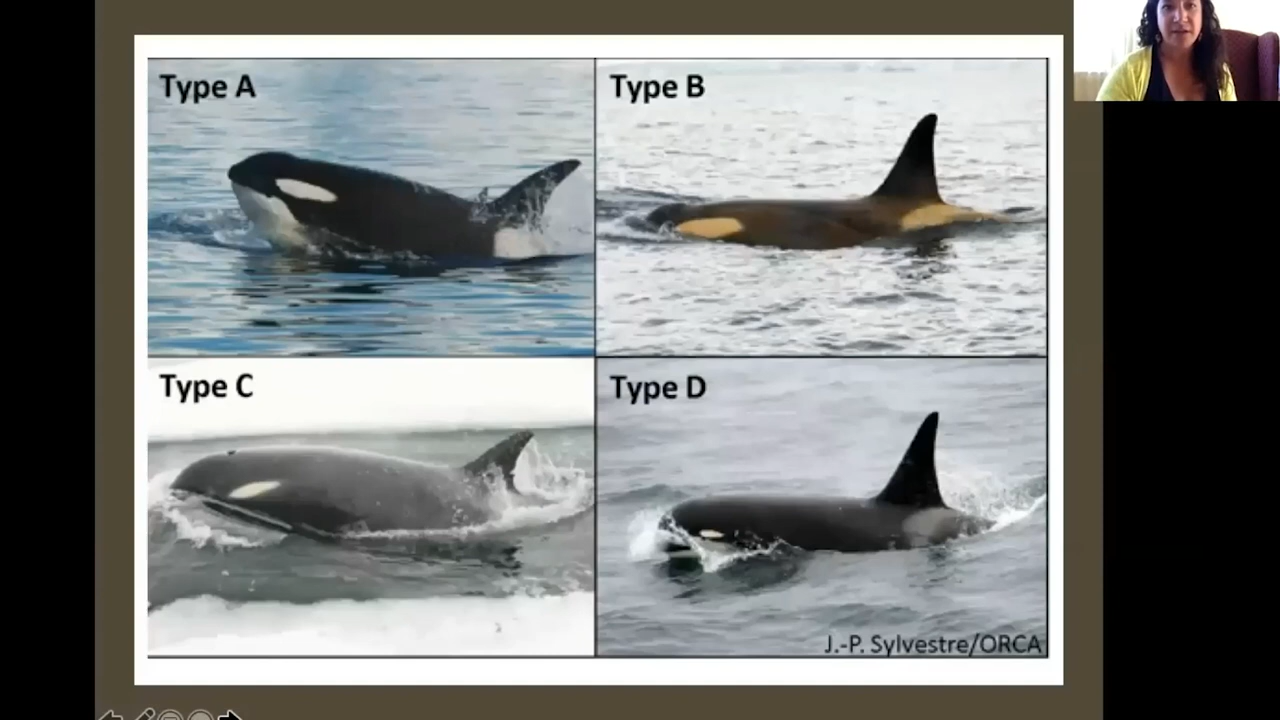 Type A
Type B
Type C
Type D
J.-P. Sylvestre/ORCA